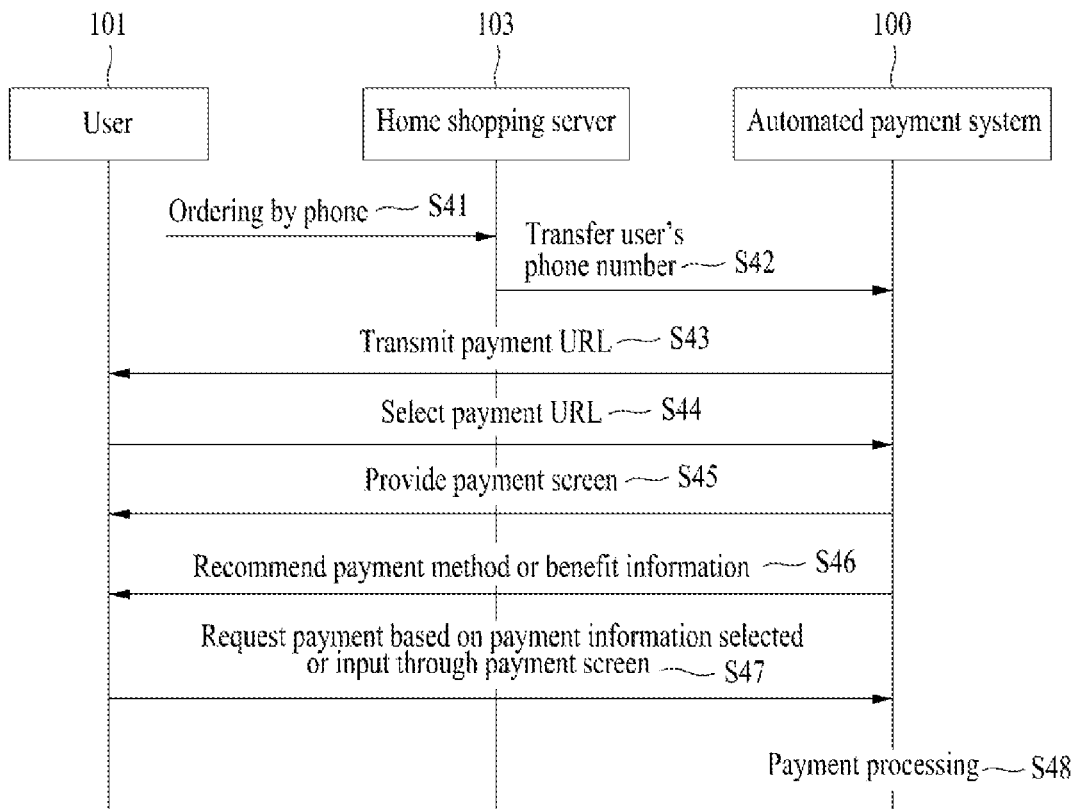 101
103
100
User
Home shopping server
Automated payment system
Ordering by phone S41
Transfer user's
phone number S42
Transmit payment URL S43
Select payment URL S44
Provide payment screen S45
Recommend payment method or benefit information S46
Request payment based on payment information selected
or input through payment screen S47
Payment processing S48